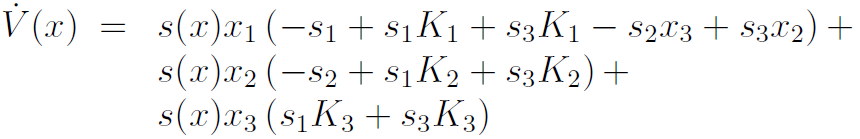 V̇(x) = s(x)x₁ (−s₁ + s₁K₁ + s₃K₁ − s₂x₃ + s₃x₂) +
s(x)x₂ (−s₂ + s₁K₂ + s₃K₂) +
s(x)x₃ (s₁K₃ + s₃K₃)